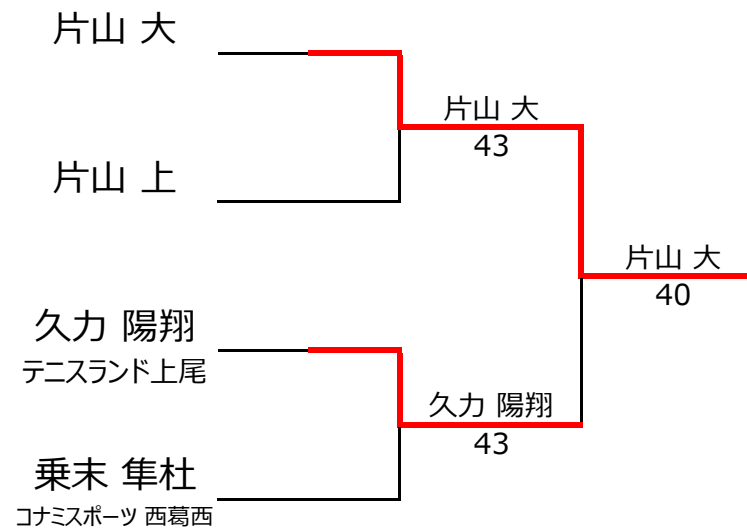 片山 大
片山 大
43
片山 上
片山 大
40
久力 陽翔
テニスランド上尾
久力 陽翔
43
乗末 隼杜
コナミスポーツ 西葛西